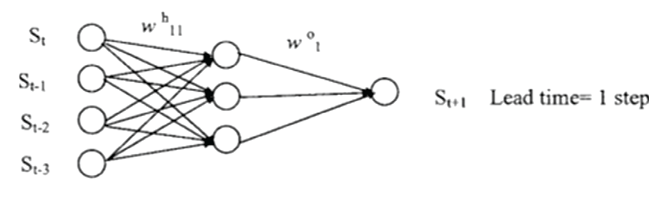 S_t
w^h_11
w^o_1
S_t-1
S_t-2
S_t-3
S_t+1 Lead time= 1 step